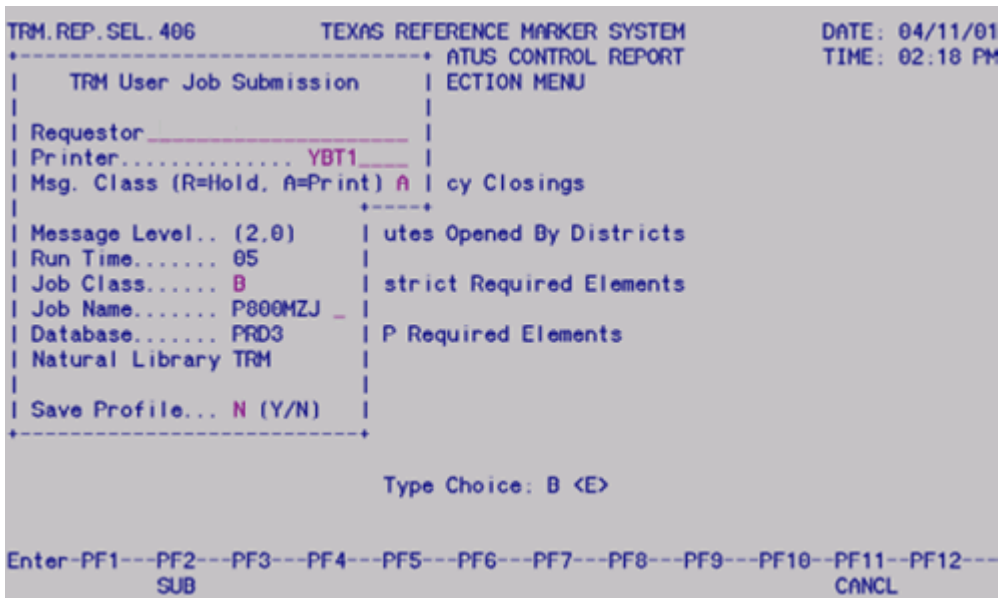 TRM.REP.SEL.406 TEXAS REFERENCE MARKER SYSTEM DATE: 04/11/01
+---------------------------------+ ATUS CONTROL REPORT TIME: 02:18 PM
| TRM User Job Submission | ECTION MENU
| |
| Requestor_____________________ |
| Printer.............. YBT1____ |
| Msg. Class (R=Hold, A=Print) A | cy Closings
| +----+
| Message Level.. (2,0) | utes Opened By Districts
| Run Time....... 05 |
| Job Class...... B | strict Required Elements
| Job Name....... P800MZJ _ |
| Database....... PRD3 | P Required Elements
| Natural Library TRM |
| |
| Save Profile... N (Y/N) |
+----------------------------+
Type Choice: B <E>
Enter-PF1---PF2---PF3---PF4---PF5---PF6---PF7---PF8---PF9---PF10--PF11--PF12---
SUB CANCL